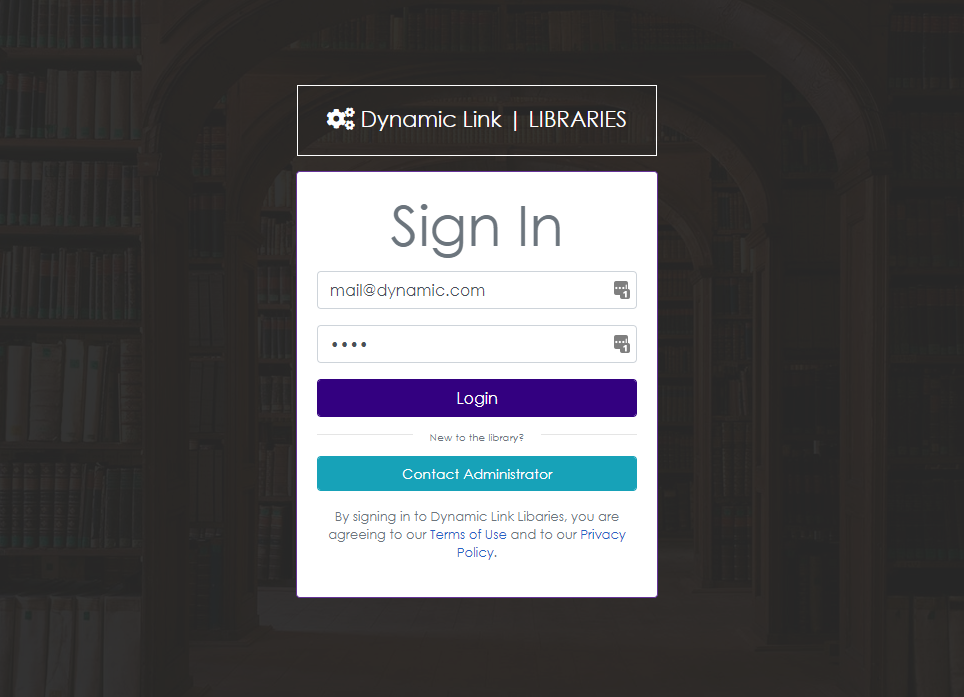 Dynamic Link | LIBRARIES
Sign In
mail@dynamic.com
••••
Login
New to the library?
Contact Administrator
By signing in to Dynamic Link Libaries, you are
agreeing to our Terms of Use and to our Privacy
Policy.